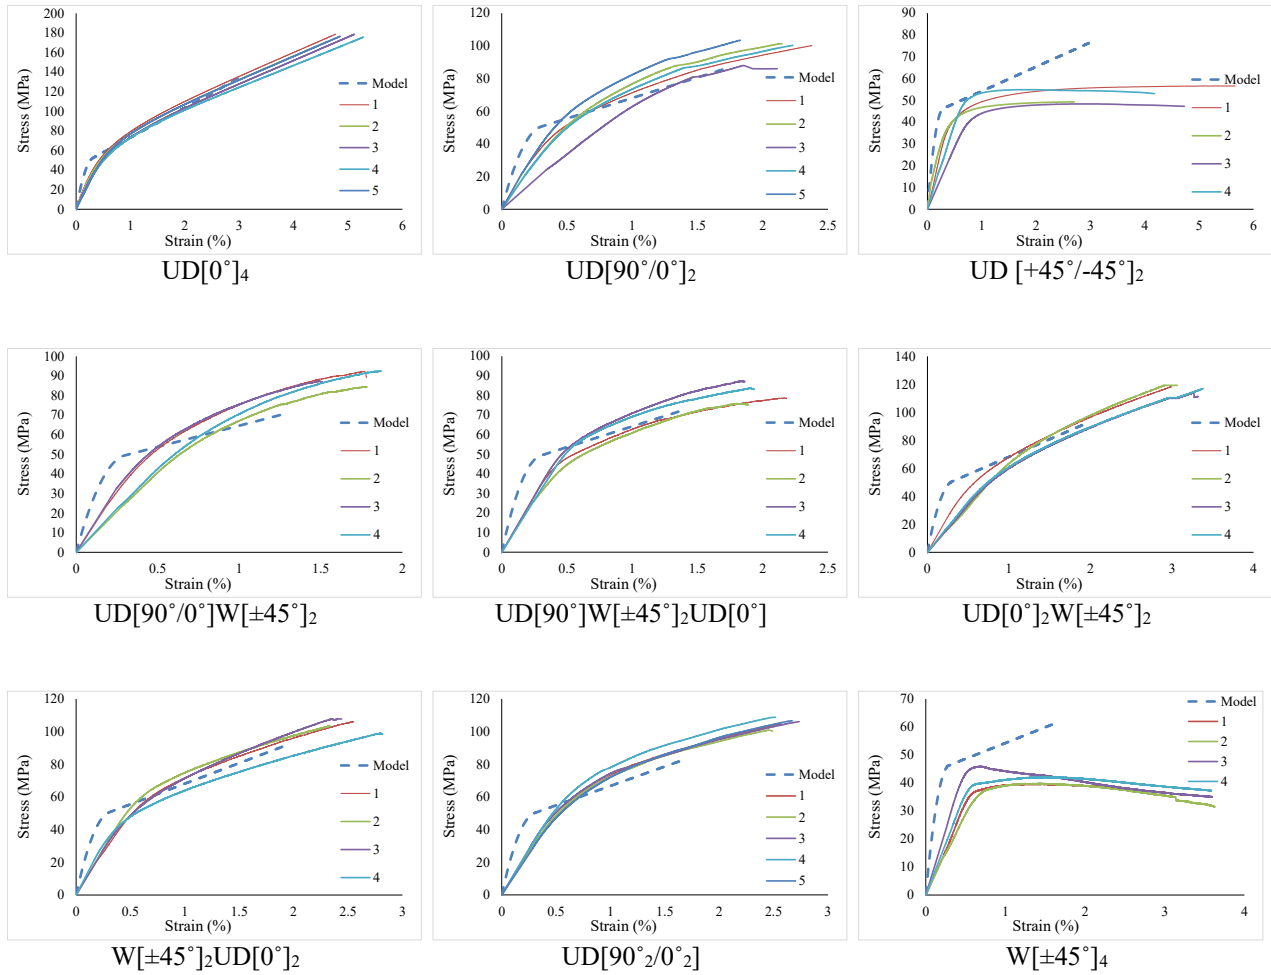 Stress (MPa)
200
180
160
140
120
100
80
60
40
20
0
0 1 2 3 4 5 6
Strain (%)
Model
1
2
3
4
5
UD[0˚]₄
Stress (MPa)
120
100
80
60
40
20
0
0 0.5 1 1.5 2 2.5
Strain (%)
Model
1
2
3
4
5
UD[90˚/0˚]₂
Stress (MPa)
90
80
70
60
50
40
30
20
10
0
0 1 2 3 4 5 6
Strain (%)
Model
1
2
3
4
UD [+45˚/-45˚]₂
Stress (MPa)
100
90
80
70
60
50
40
30
20
10
0
0 0.5 1 1.5 2
Strain (%)
Model
1
2
3
4
UD[90˚/0˚]W[±45˚]₂
Stress (MPa)
100
90
80
70
60
50
40
30
20
10
0
0 0.5 1 1.5 2 2.5
Strain (%)
Model
1
2
3
4
UD[90˚]W[±45˚]₂UD[0˚]
Stress (MPa)
140
120
100
80
60
40
20
0
0 1 2 3 4
Strain (%)
Model
1
2
3
4
UD[0˚]₂W[±45˚]₂
Stress (MPa)
120
100
80
60
40
20
0
0 0.5 1 1.5 2 2.5 3
Strain (%)
Model
1
2
3
4
W[±45˚]₂UD[0˚]₂
Stress (MPa)
120
100
80
60
40
20
0
0 0.5 1 1.5 2 2.5 3
Strain (%)
Model
1
2
3
4
5
UD[90˚₂/0˚₂]
Stress (MPa)
70
60
50
40
30
20
10
0
0 1 2 3 4
Strain (%)
Model
1
2
3
4
W[±45˚]₄